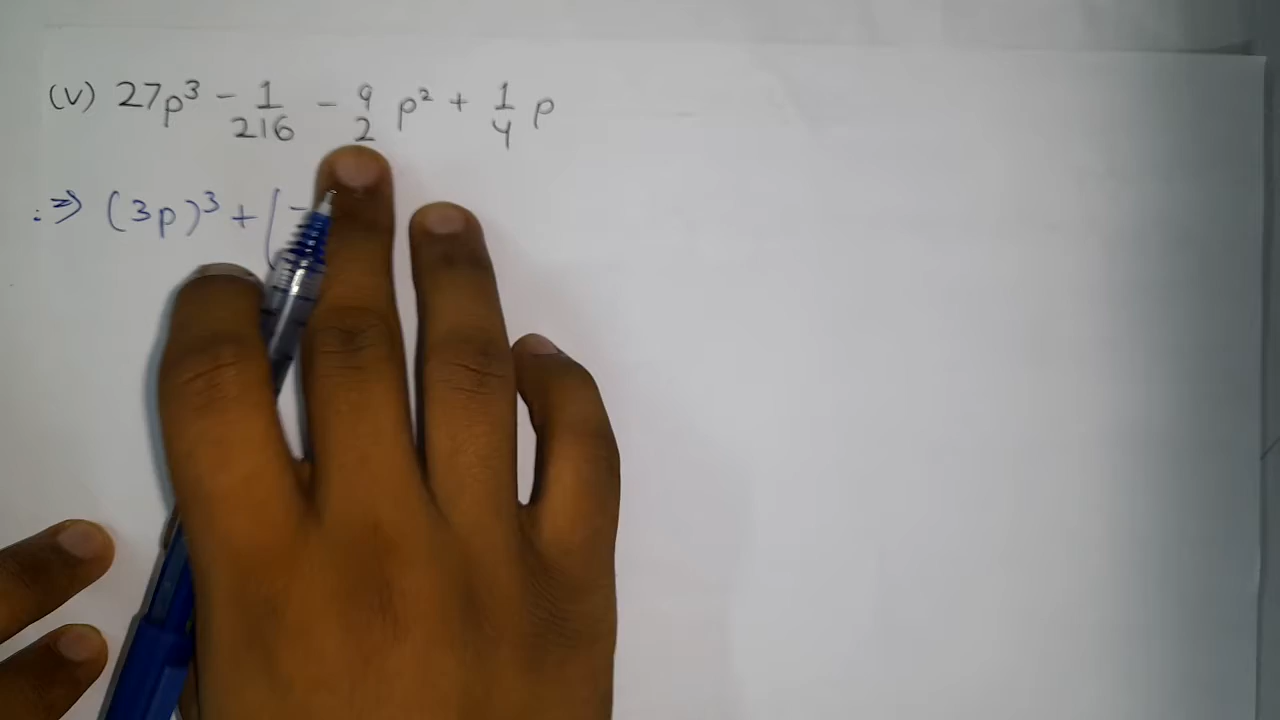 (v) 27p³ - 1/216 - 9/2 p² + 1/4 p
:⇒ (3p)³ + (-